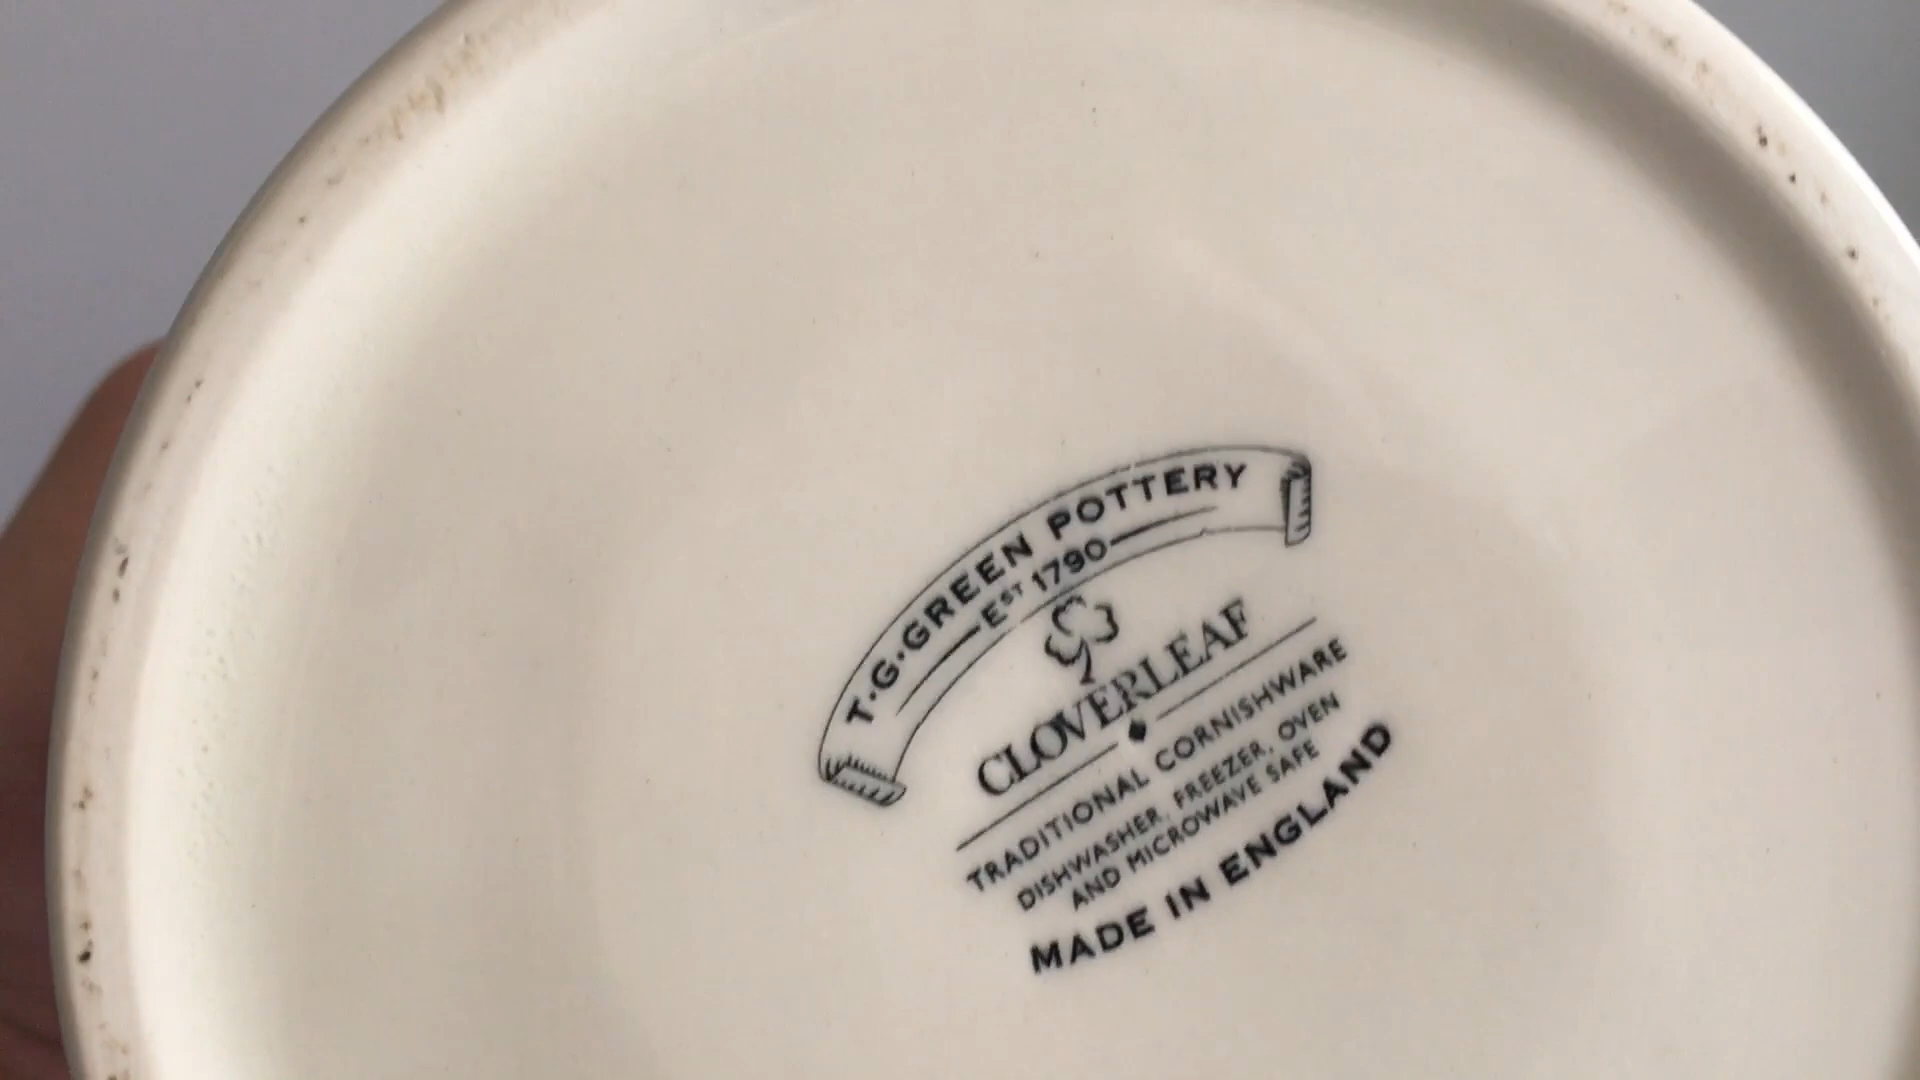 T·G·GREEN POTTERY
EST 1790
CLOVERLEAF
TRADITIONAL CORNISHWARE
DISHWASHER, FREEZER, OVEN
AND MICROWAVE SAFE
MADE IN ENGLAND